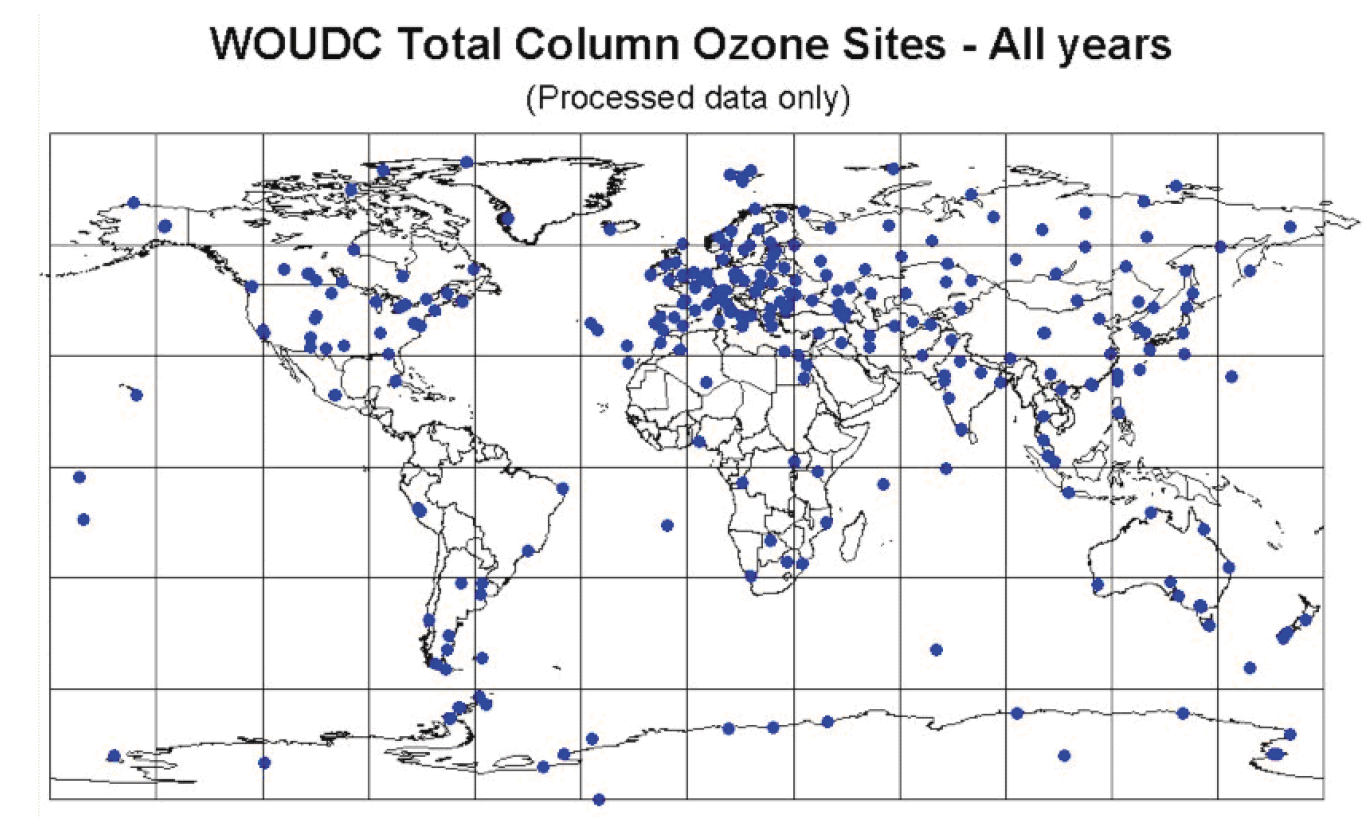 WOUDC Total Column Ozone Sites - All years
(Processed data only)